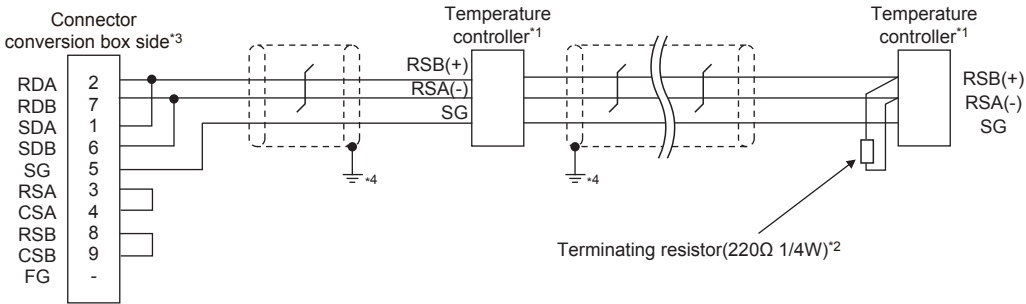 Connector
conversion box side*3
RDA 2
RDB 7
SDA 1
SDB 6
SG 5
RSA 3
CSA 4
RSB 8
CSB 9
FG -
RSB(+)
RSA(-)
SG
Temperature
controller*1
*4
*4
Temperature
controller*1
RSB(+)
RSA(-)
SG
Terminating resistor(220Ω 1/4W)*2